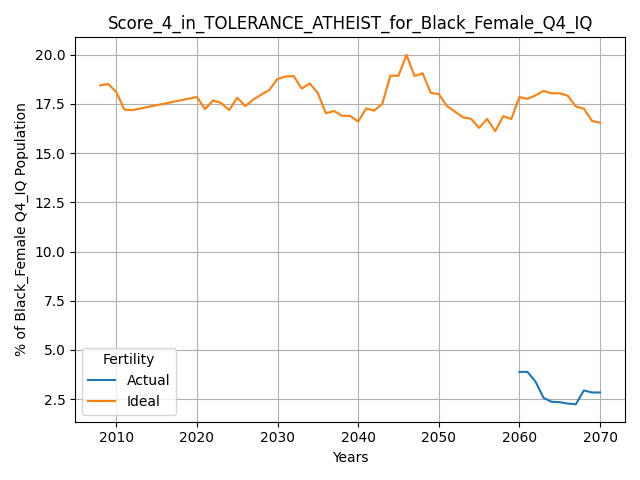 Score_4_in_TOLERANCE_ATHEIST_for_Black_Female_Q4_IQ
% of Black_Female Q4_IQ Population
20.0
17.5
15.0
12.5
10.0
7.5
5.0
2.5
Fertility
Actual
Ideal
2010 2020 2030 2040 2050 2060 2070
Years